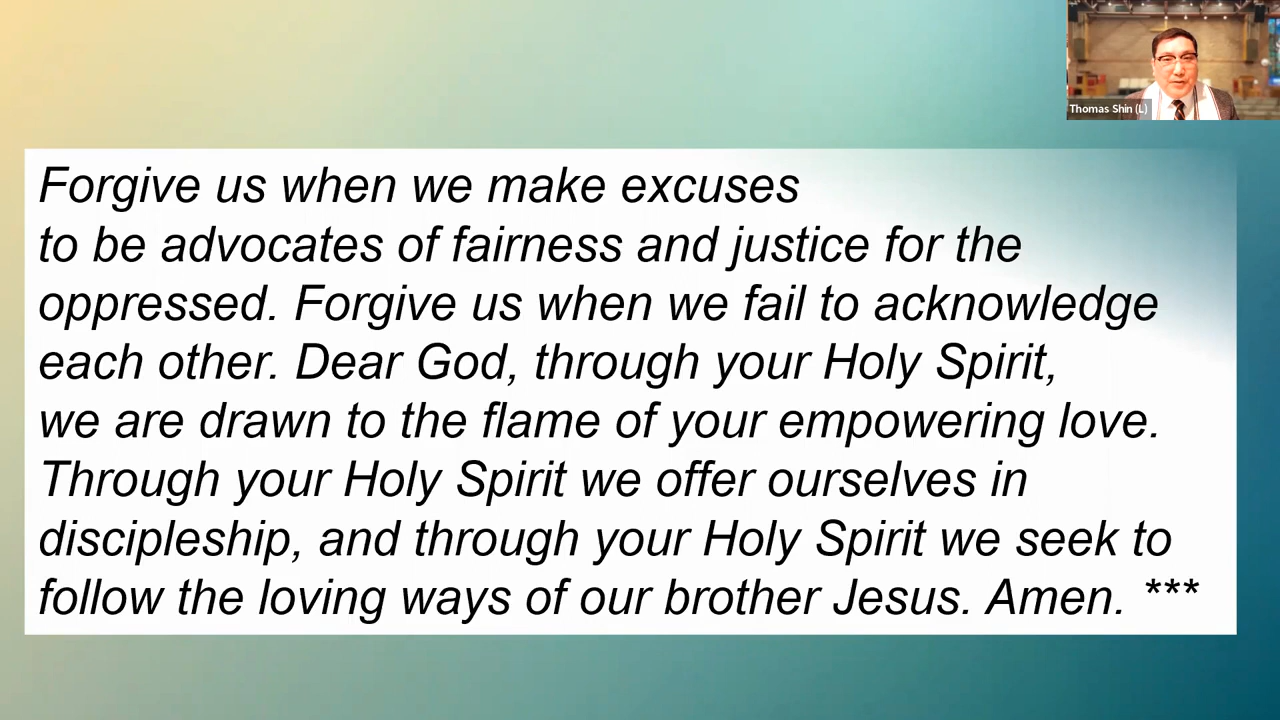 Thomas Shin (L)
Forgive us when we make excuses
to be advocates of fairness and justice for the
oppressed. Forgive us when we fail to acknowledge
each other. Dear God, through your Holy Spirit,
we are drawn to the flame of your empowering love.
Through your Holy Spirit we offer ourselves in
discipleship, and through your Holy Spirit we seek to
follow the loving ways of our brother Jesus. Amen. ***